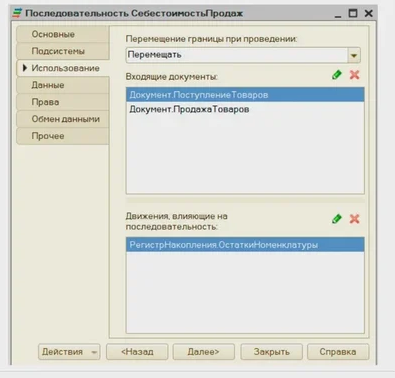 Последовательность СебестоимостьПродаж
Основные
Подсистемы
Использование
Данные
Права
Обмен данными
Прочее
Перемещение границы при проведении:
Перемещать
Входящие документы:
Документ.ПоступлениеТоваров
Документ.ПродажаТоваров
Движения, влияющие на
последовательность:
РегистрНакопления.ОстаткиНоменклатуры
Действия
<Назад
Далее>
Закрыть
Справка